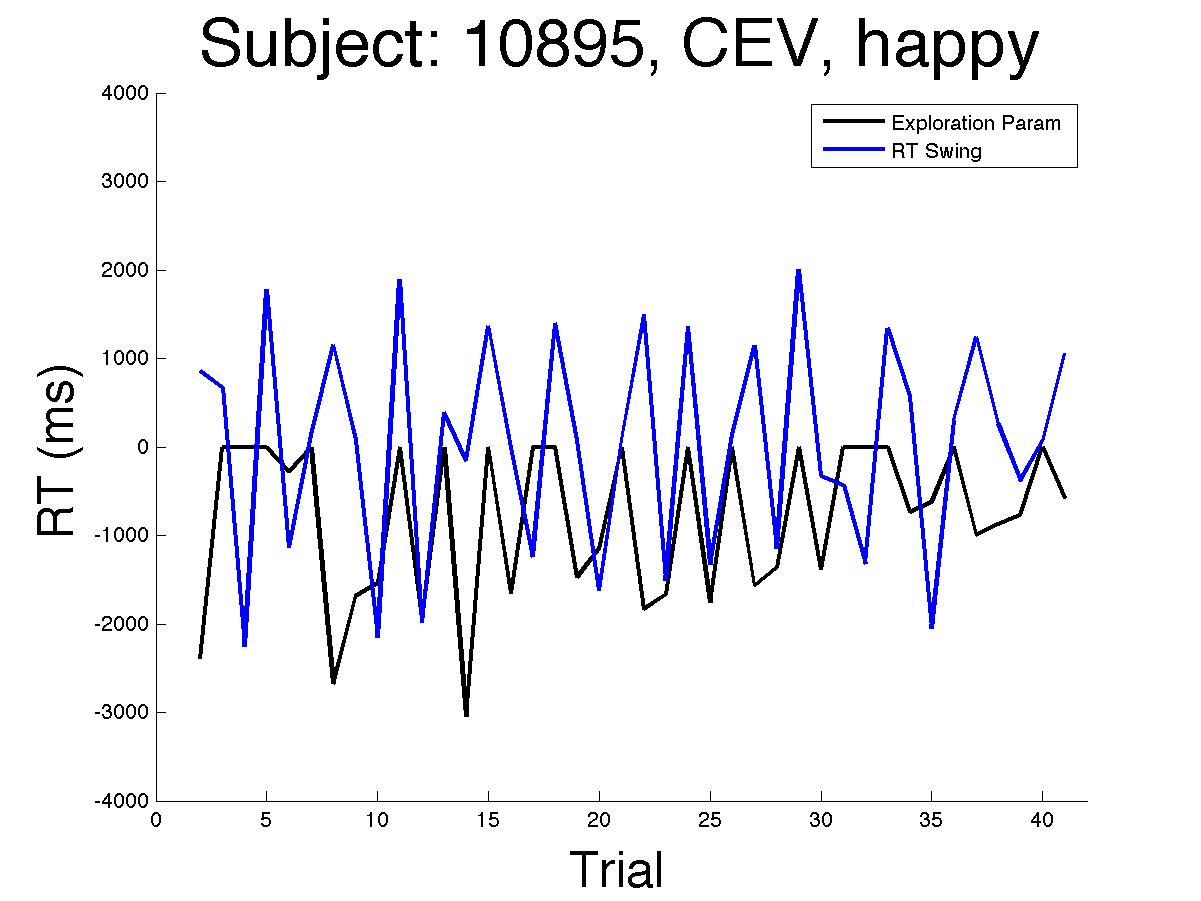 Subject: 10895, CEV, happy
4000
3000
2000
1000
0
-1000
-2000
-3000
-4000
RT (ms)
Exploration Param
RT Swing
0 5 10 15 20 25 30 35 40
Trial